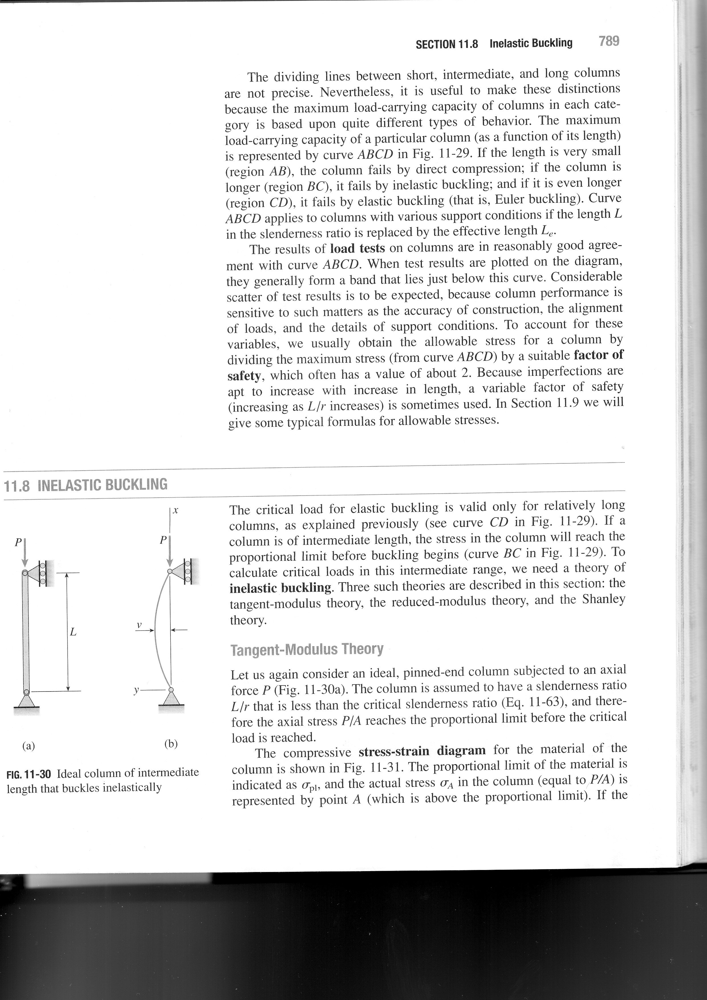 SECTION 11.8 Inelastic Buckling 789
The dividing lines between short, intermediate, and long columns
are not precise. Nevertheless, it is useful to make these distinctions
because the maximum load-carrying capacity of columns in each cate-
gory is based upon quite different types of behavior. The maximum
load-carrying capacity of a particular column (as a function of its length)
is represented by curve ABCD in Fig. 11-29. If the length is very small
(region AB), the column fails by direct compression; if the column is
longer (region BC), it fails by inelastic buckling; and if it is even longer
(region CD), it fails by elastic buckling (that is, Euler buckling). Curve
ABCD applies to columns with various support conditions if the length L
in the slenderness ratio is replaced by the effective length Le.
The results of load tests on columns are in reasonably good agree-
ment with curve ABCD. When test results are plotted on the diagram,
they generally form a band that lies just below this curve. Considerable
scatter of test results is to be expected, because column performance is
sensitive to such matters as the accuracy of construction, the alignment
of loads, and the details of support conditions. To account for these
variables, we usually obtain the allowable stress for a column by
dividing the maximum stress (from curve ABCD) by a suitable factor of
safety, which often has a value of about 2. Because imperfections are
apt to increase with increase in length, a variable factor of safety
(increasing as L/r increases) is sometimes used. In Section 11.9 we will
give some typical formulas for allowable stresses.
11.8 INELASTIC BUCKLING
x
P
P
L
v
y
(a)
(b)
FIG. 11-30 Ideal column of intermediate
length that buckles inelastically
The critical load for elastic buckling is valid only for relatively long
columns, as explained previously (see curve CD in Fig. 11-29). If a
column is of intermediate length, the stress in the column will reach the
proportional limit before buckling begins (curve BC in Fig. 11-29). To
calculate critical loads in this intermediate range, we need a theory of
inelastic buckling. Three such theories are described in this section: the
tangent-modulus theory, the reduced-modulus theory, and the Shanley
theory.
Tangent-Modulus Theory
Let us again consider an ideal, pinned-end column subjected to an axial
force P (Fig. 11-30a). The column is assumed to have a slenderness ratio
L/r that is less than the critical slenderness ratio (Eq. 11-63), and there-
fore the axial stress P/A reaches the proportional limit before the critical
load is reached.
The compressive stress-strain diagram for the material of the
column is shown in Fig. 11-31. The proportional limit of the material is
indicated as σpl, and the actual stress σA in the column (equal to P/A) is
represented by point A (which is above the proportional limit). If the